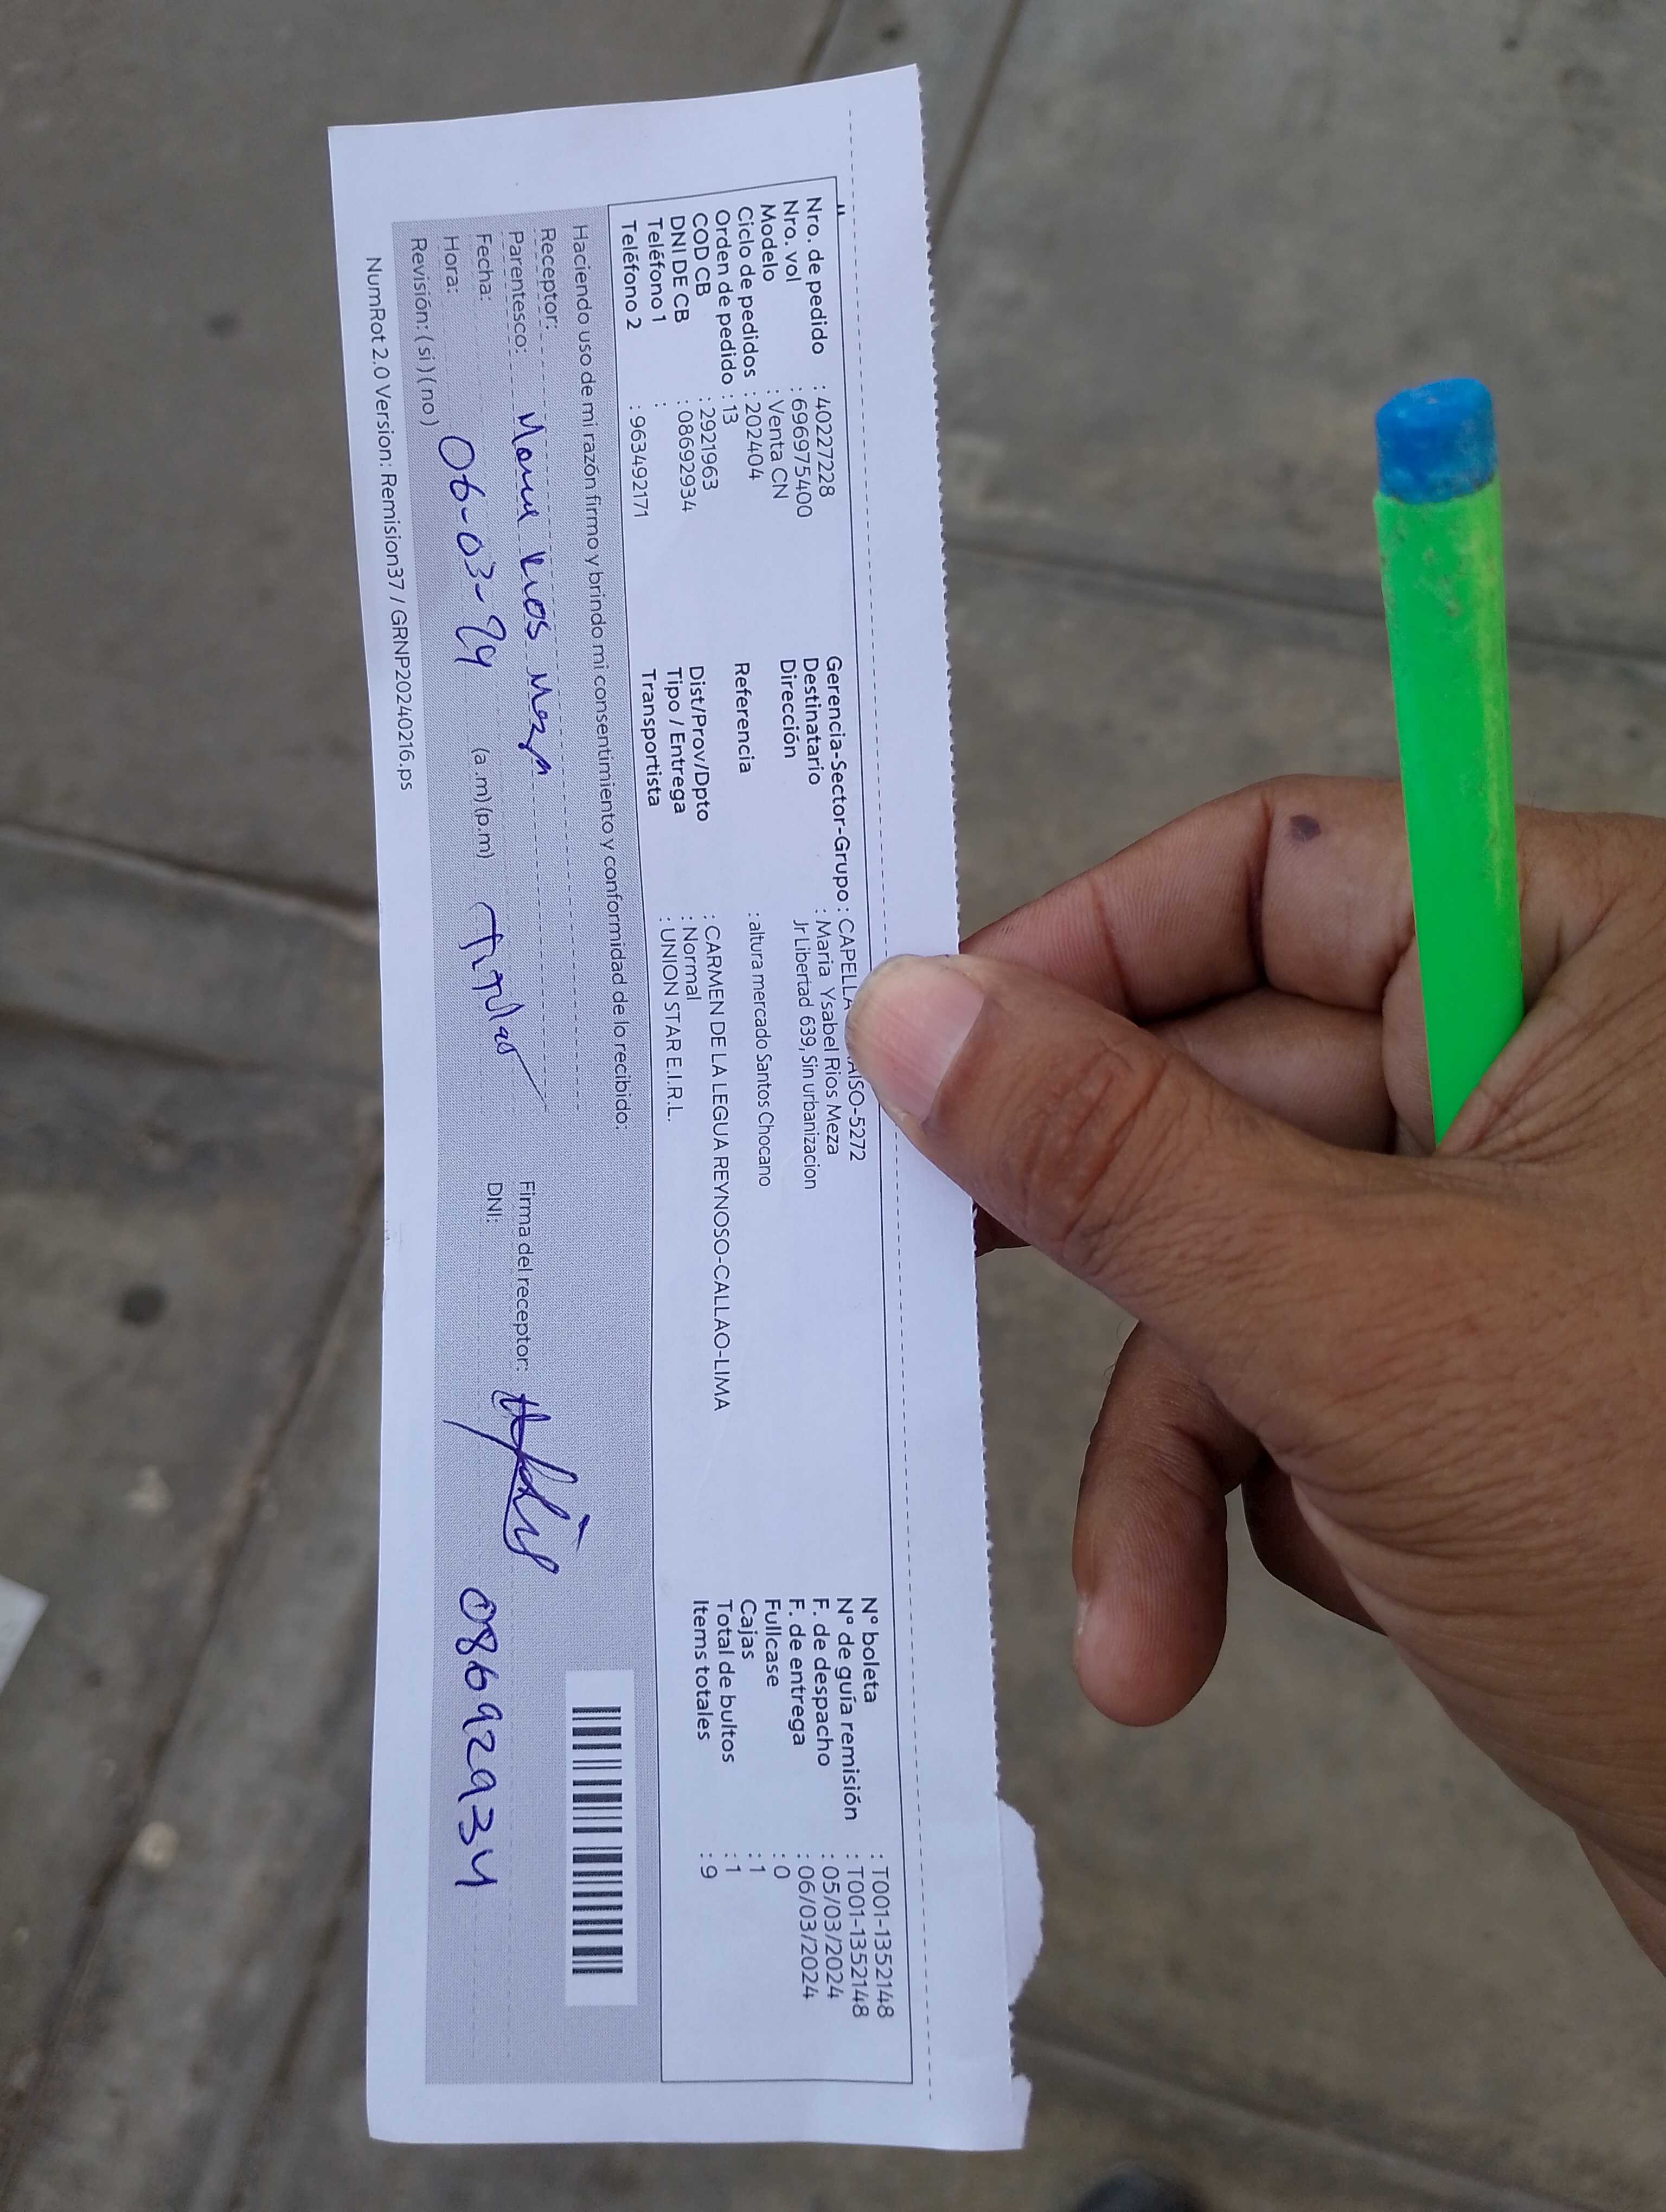 Nro. de pedido : 40227228
Nro. vol : 696975400
Modelo : Venta CN
Ciclo de pedidos : 202404
Orden de pedido : 13
COD CB : 2921963
DNI DE CB : 08692934
Teléfono 1 :
Teléfono 2 : 963492171
Gerencia-Sector-Grupo : CAPELLA AISO-5272
Destinatario : Maria Ysabel Rios Meza
Dirección Jr Libertad 639, Sin urbanizacion
Referencia : altura mercado Santos Chocano
Dist/Prov/Dpto : CARMEN DE LA LEGUA REYNOSO-CALLAO-LIMA
Tipo / Entrega : Normal
Transportista : UNION STAR E.I.R.L.
N° boleta : T001-1352148
N° de guía remisión : T001-1352148
F. de despacho : 05/03/2024
F. de entrega : 06/03/2024
Fullcase : 0
Cajas : 1
Total de bultos : 1
Items totales : 9
Haciendo uso de mi razón firmo y brindo mi consentimiento y conformidad de lo recibido:
Receptor:
Parentesco: Rios Meza
Fecha: 06-03-24 Titular
Hora: (a.m) (p.m)
Revisión: ( si ) ( no )
Firma del receptor:
DNI: 08692934
NumRot 2.0 Version: Remision37 / GRNP20240216.ps